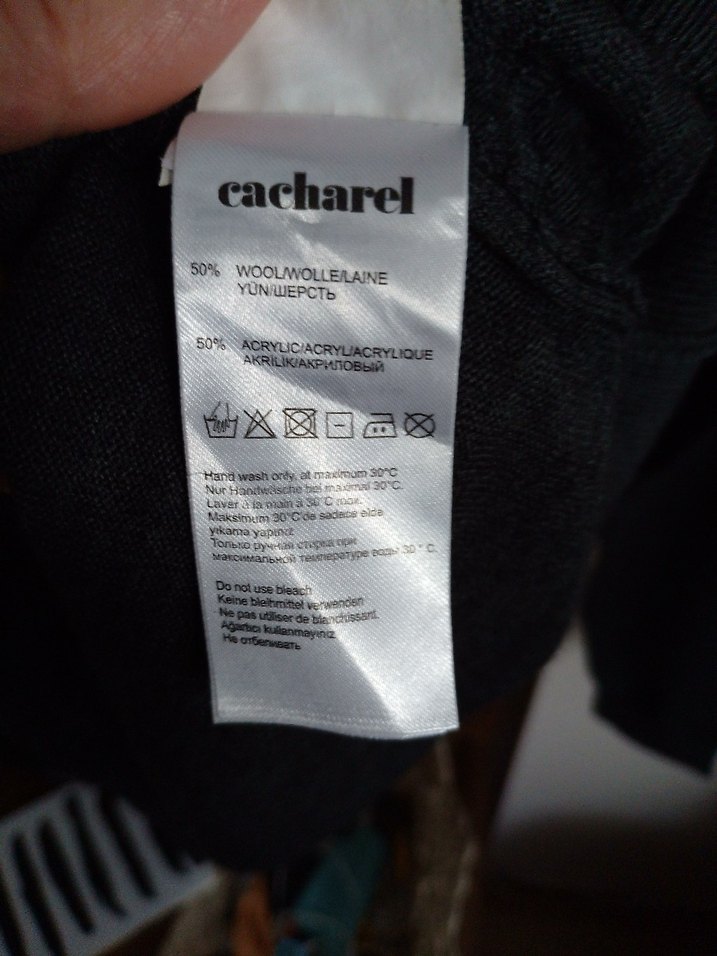 cacharel
50% WOOL/WOLLE/LAINE
YÜN/ШЕРСТЬ
50% ACRYLIC/ACRYL/ACRYLIQUE
AKRİLİK/АКРИЛОВЫЙ
Hand wash only, at maximum 30°C
Nur Handwäsche bei maximal 30°C.
Laver à la main à 30°C max.
Maksimum 30°C'de sadece elde
yıkama yapınız
Только ручная стирка при
максимальной температуре воды 30 ° C.
Do not use bleach
Keine bleihmittel verwenden
Ne pas utiliser de blanchissant.
Ağartıcı kullanmayınız
Не отбеливать